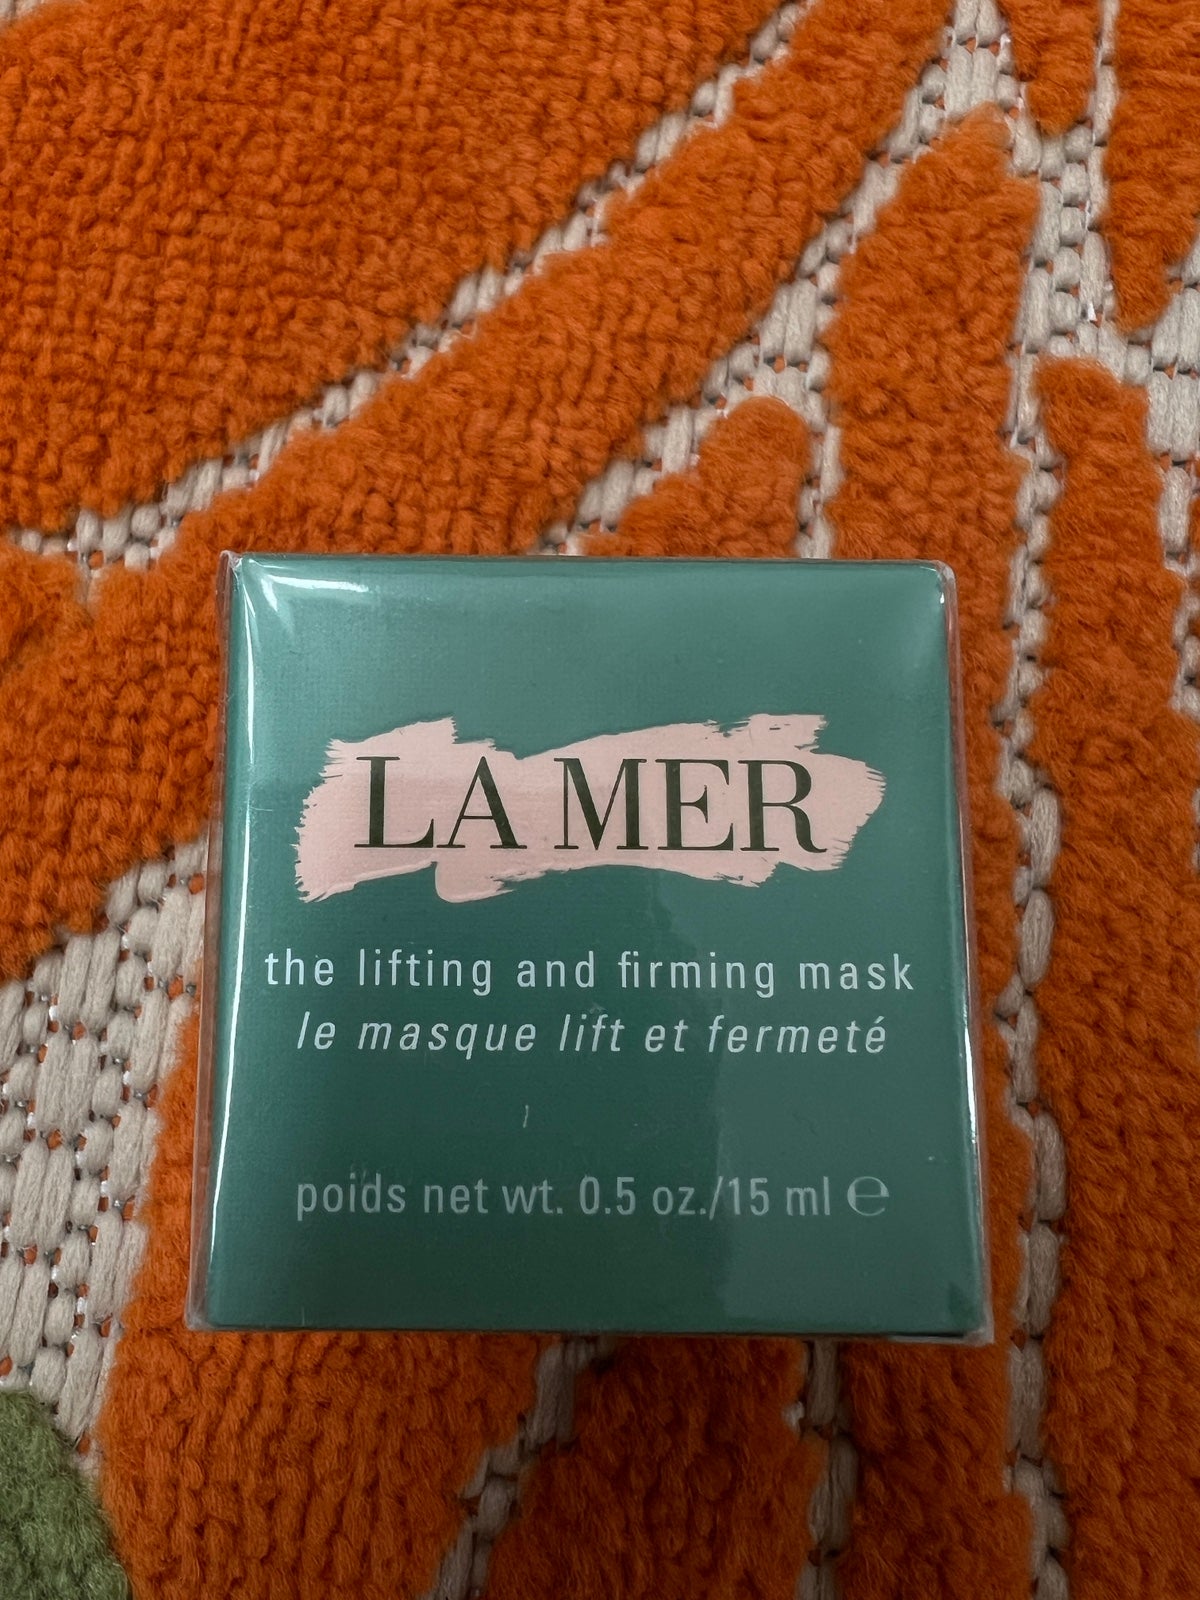 LA MER
the lifting and firming mask
le masque lift et fermeté
poids net wt. 0.5 oz./15 ml ℮